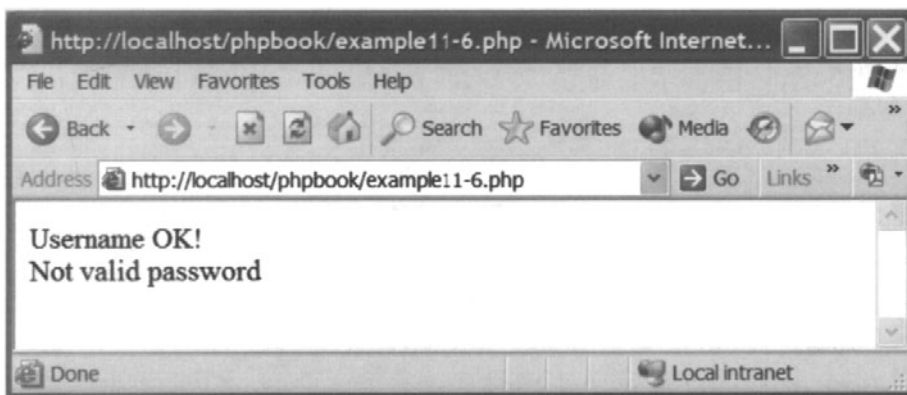 http://localhost/phpbook/example11-6.php - Microsoft Internet...
File Edit View Favorites Tools Help
Back Search Favorites Media »
Address http://localhost/phpbook/example11-6.php Go Links »
Username OK!
Not valid password
Done Local intranet